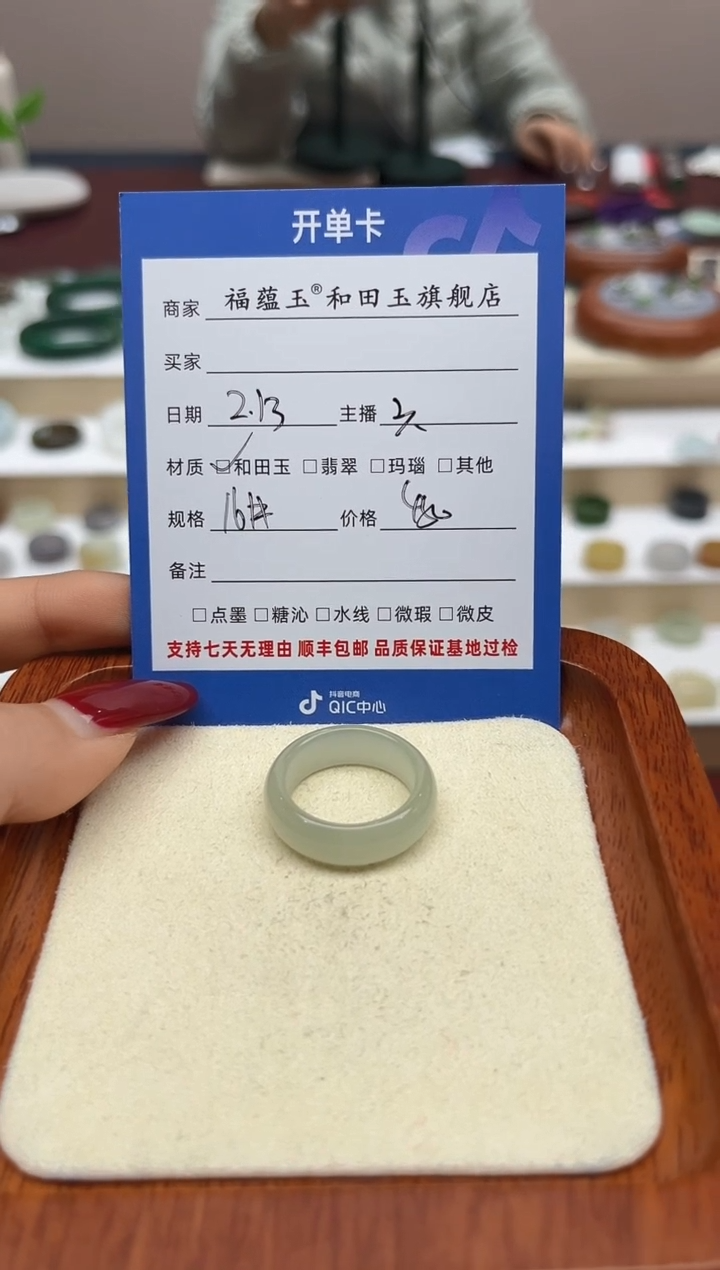 开单卡
商家 福蕴玉®和田玉旗舰店
买家
日期 2.13 主播
材质 ☑和田玉 □翡翠 □玛瑙 □其他
规格 16# 价格
备注
□点墨 □糖沁 □水线 □微瑕 □微皮
支持七天无理由 顺丰包邮 品质保证基地过检
抖音电商
QIC中心